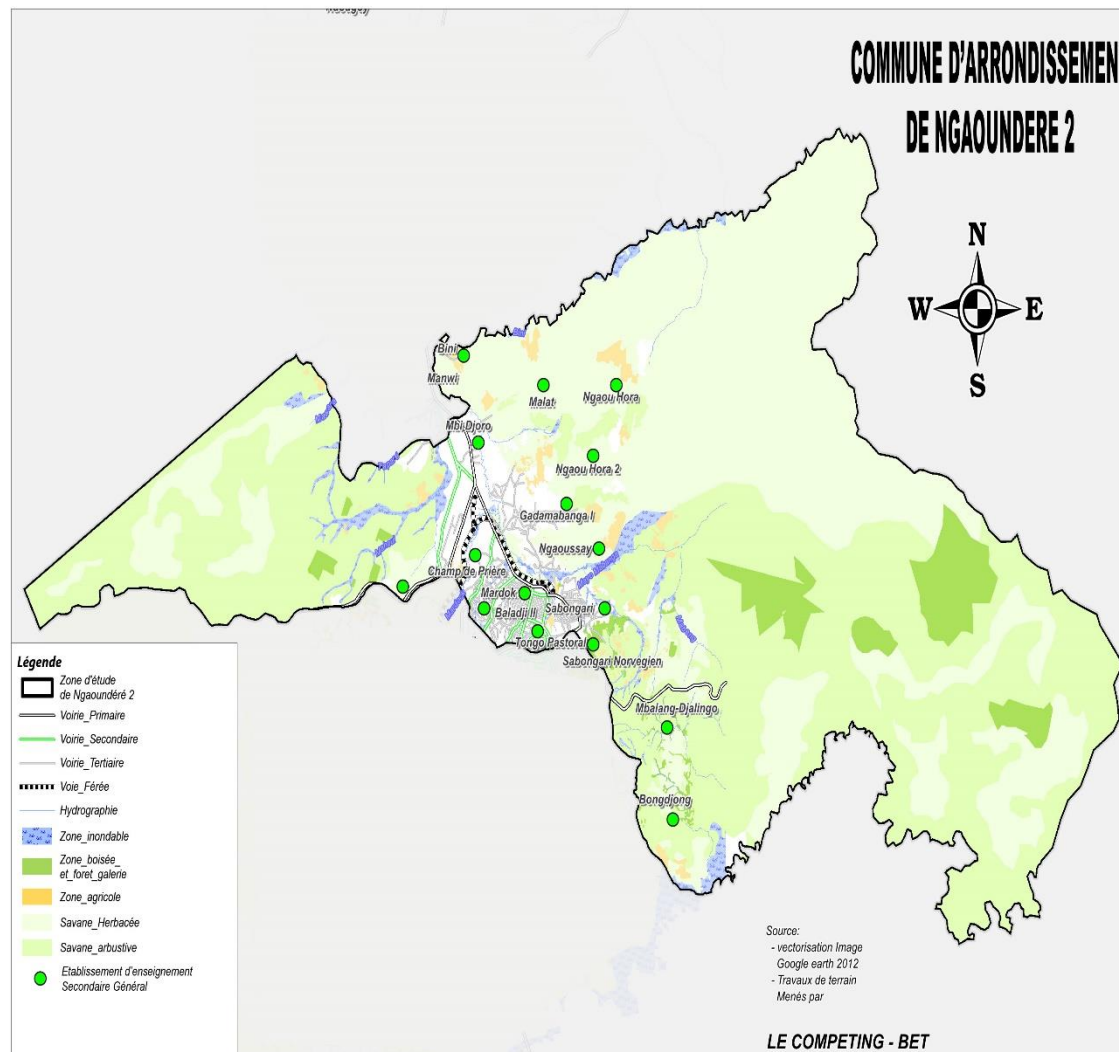 COMMUNE D'ARRONDISSEMEN
DE NGAOUNDERE 2
N
W E
S
Bini
Manwi
Malat
Ngaou Hora
Mbi Djoro
Ngaou Hora 2
Gadamabanga I
Ngaoussay
Champ de Prière
Mardok
Baladji II
Sabongari
Tongo Pastoral
Sabongari Norvegien
Mbalang-Djalingo
Bongdjong
Légende
Zone d'étude
de Ngaoundéré 2
Voirie_Primaire
Voirie_Secondaire
Voirie_Tertiaire
Voie_Férée
Hydrographie
Zone_inondable
Zone_boisée_
et_foret_galerie
Zone_agricole
Savane_Herbacée
Savane_arbustive
Etablissement d'enseignement
Secondaire Général
Source:
- vectorisation Image
Google earth 2012
- Travaux de terrain
Menés par
LE COMPETING - BET